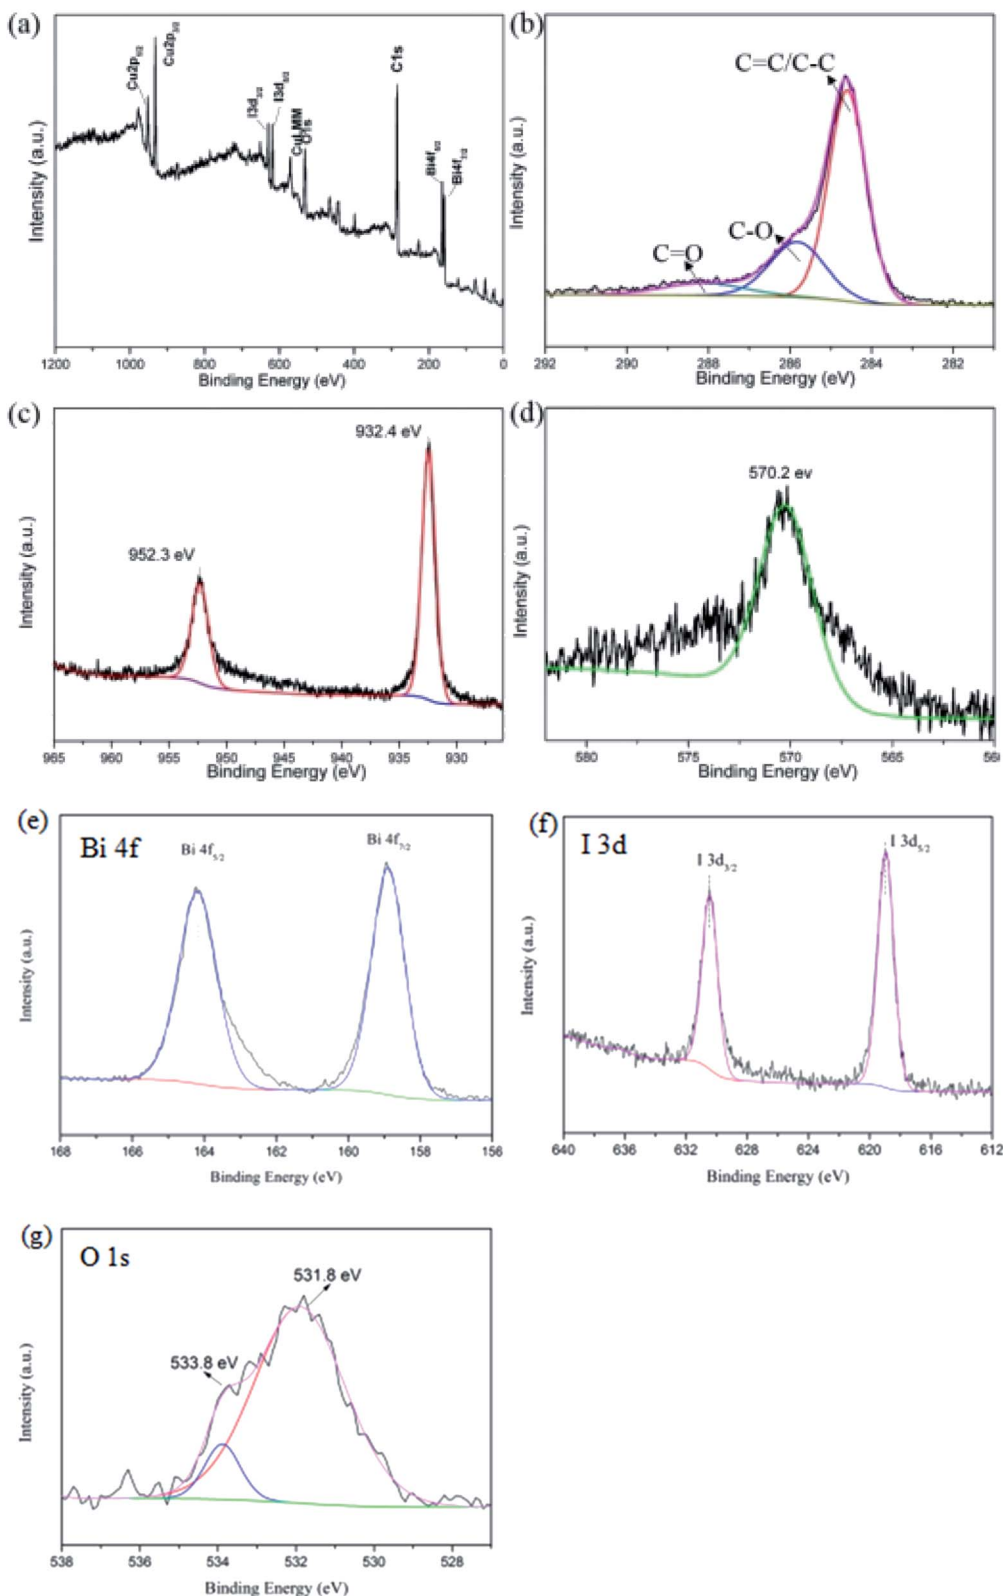 (a)
Cu2p1/2
Cu2p3/2
I3d3/2
I3d5/2
CuLMM
O1s
C1s
Bi4f5/2
Bi4f7/2
Intensity (a.u.)
1200 1000 800 600 400 200 0
Binding Energy (eV)
(b)
C=C/C-C
C-O
C=O
Intensity (a.u.)
292 290 288 286 284 282
Binding Energy (eV)
(c)
932.4 eV
952.3 eV
Intensity (a.u.)
965 960 955 950 945 940 935 930
Binding Energy (eV)
(d)
570.2 ev
Intensity (a.u.)
580 575 570 565 56
Binding Energy (eV)
(e)
Bi 4f
Bi 4f5/2
Bi 4f7/2
Intensity (a.u.)
168 166 164 162 160 158 156
Binding Energy (eV)
(f)
I 3d
I 3d3/2
I 3d5/2
Intensity (a.u.)
640 636 632 628 624 620 616 612
Binding Energy (eV)
(g)
O 1s
531.8 eV
533.8 eV
Intensity (a.u.)
538 536 534 532 530 528
Binding Energy (eV)